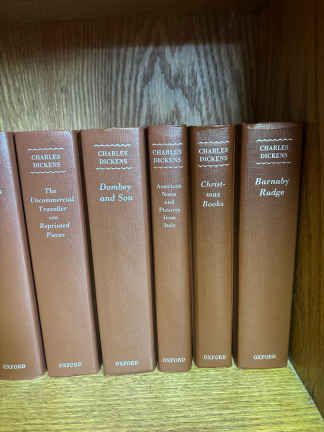 CHARLES
DICKENS
The
Uncommercial
Traveller
and
Reprinted
Pieces
OXFORD
CHARLES
DICKENS
Dombey
and Son
OXFORD
CHARLES
DICKENS
American
Notes
and
Pictures
from
Italy
OXFORD
CHARLES
DICKENS
Christ-
mas
Books
OXFORD
CHARLES
DICKENS
Barnaby
Rudge
OXFORD
OXFORD